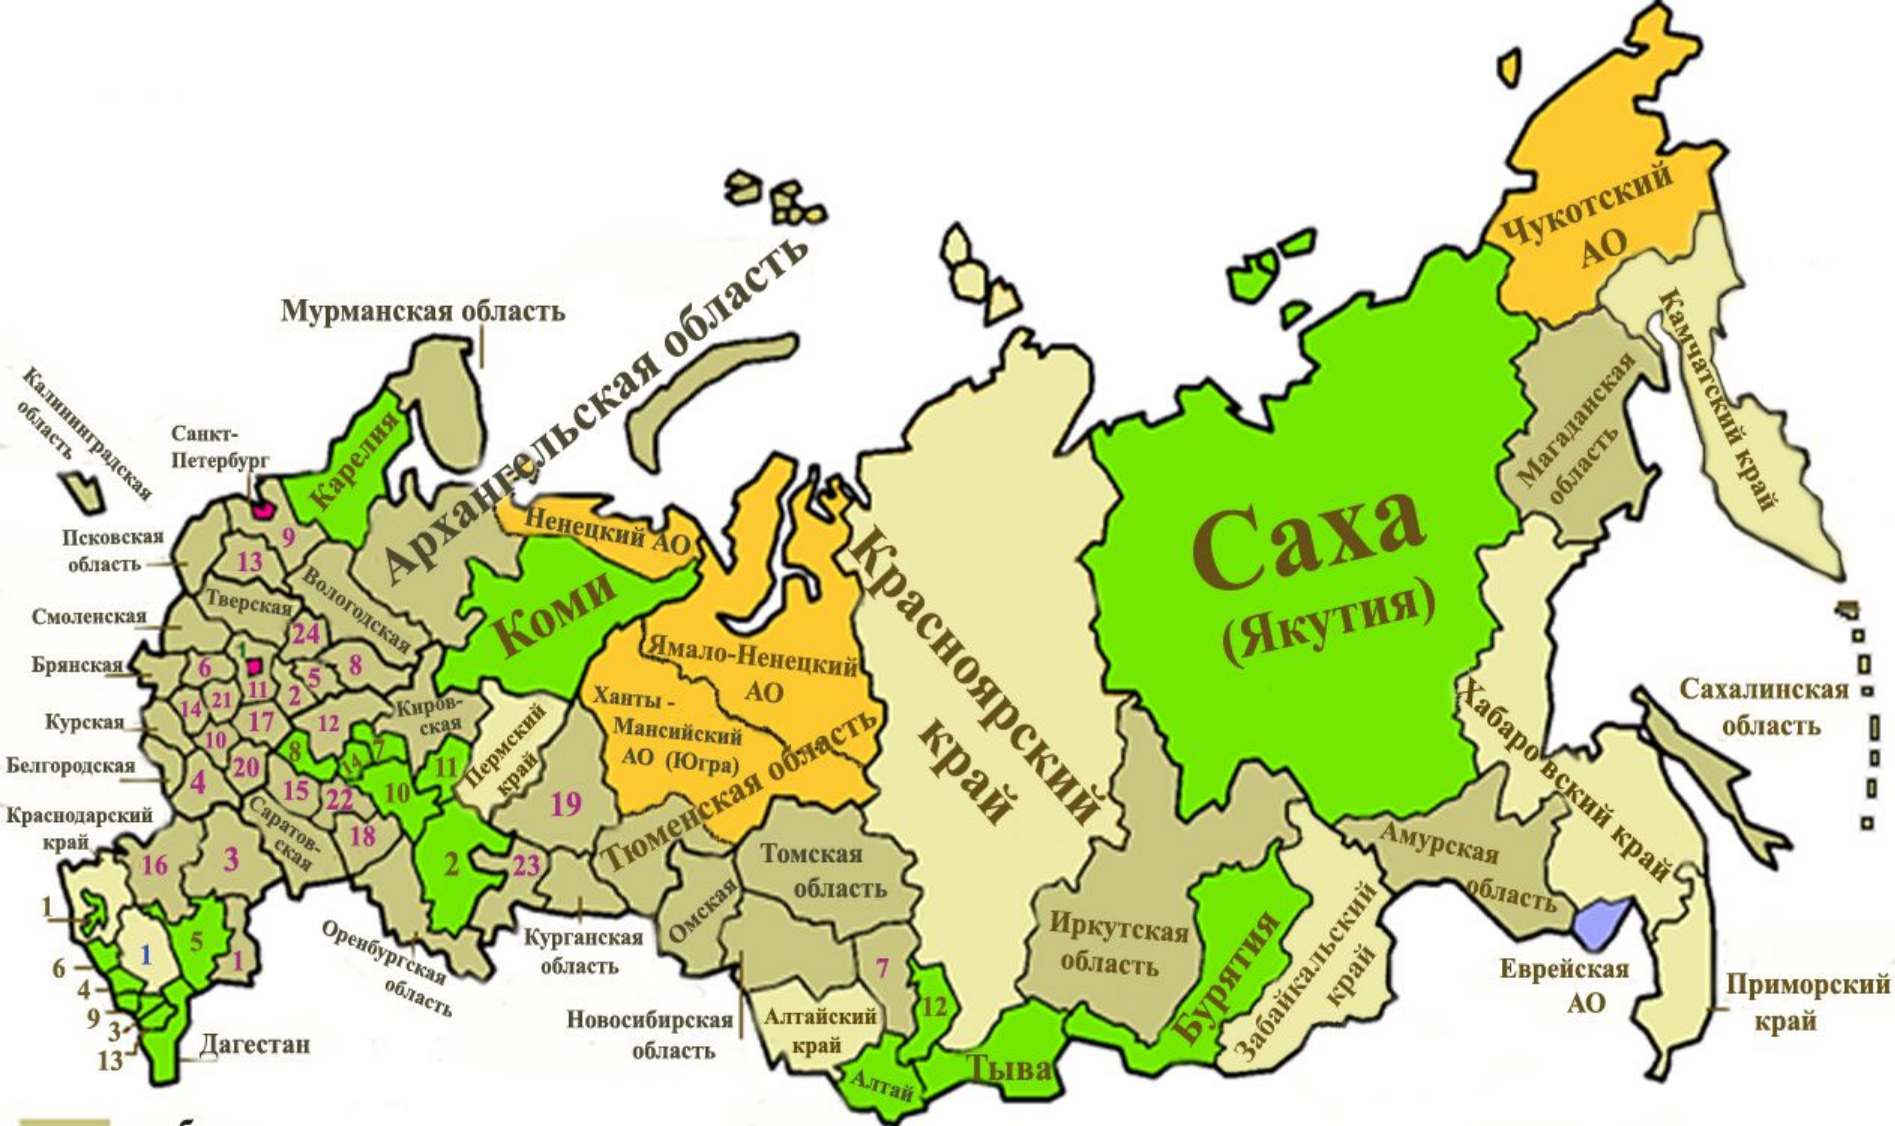 Мурманская область
Архангельская область
Калининградская
область
Санкт-
Петербург
Карелия
Чукотский
АО
Камчатский край
Магаданская
область
Саха
(Якутия)
Красноярский
край
Ненецкий АО
Коми
Псковская
область
9
13
Вологодская
Тверская
Смоленская
24
Брянская
6
1
11
2
5
8
14
21
17
12
Киров-
ская
Ямало-Ненецкий
АО
Ханты -
Мансийский
АО (Югра)
Тюменская область
Пермский
край
Курская
10
8
7
14
11
Белгородская
4
20
15
22
10
19
Краснодарский
край
Саратов-
ская
18
16
3
2
23
Томская
область
Омская
Хабаровский край
Сахалинская
область
Амурская
область
Иркутская
область
Бурятия
Забайкальский
край
Еврейская
АО
Приморский
край
1
1
5
1
6
4
9
3
13
Дагестан
Оренбургская
область
Курганская
область
Новосибирская
область
7
12
Алтайский
край
Алтай
Тыва